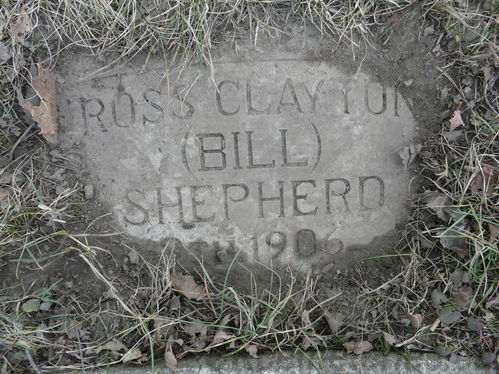 ROSS CLAYTON
(BILL)
SHEPHERD